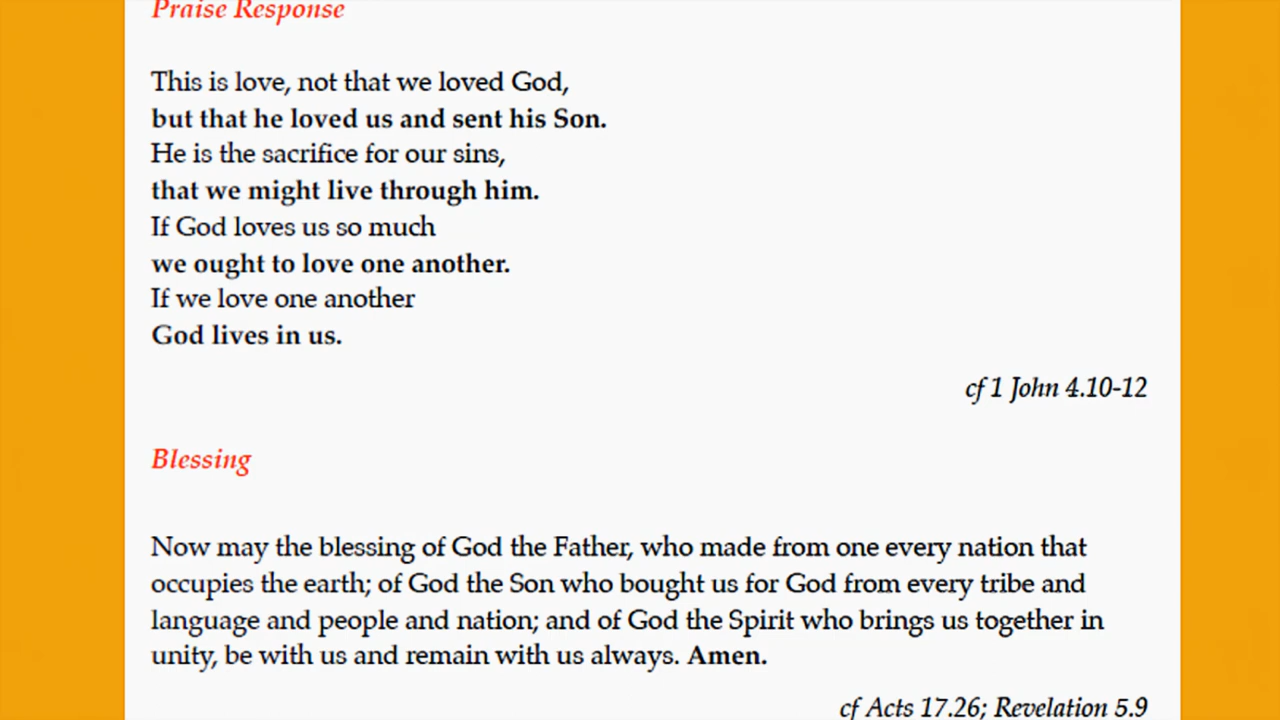 Praise Response
This is love, not that we loved God,
but that he loved us and sent his Son.
He is the sacrifice for our sins,
that we might live through him.
If God loves us so much
we ought to love one another.
If we love one another
God lives in us.
cf 1 John 4.10-12
Blessing
Now may the blessing of God the Father, who made from one every nation that
occupies the earth; of God the Son who bought us for God from every tribe and
language and people and nation; and of God the Spirit who brings us together in
unity, be with us and remain with us always. Amen.
cf Acts 17.26; Revelation 5.9